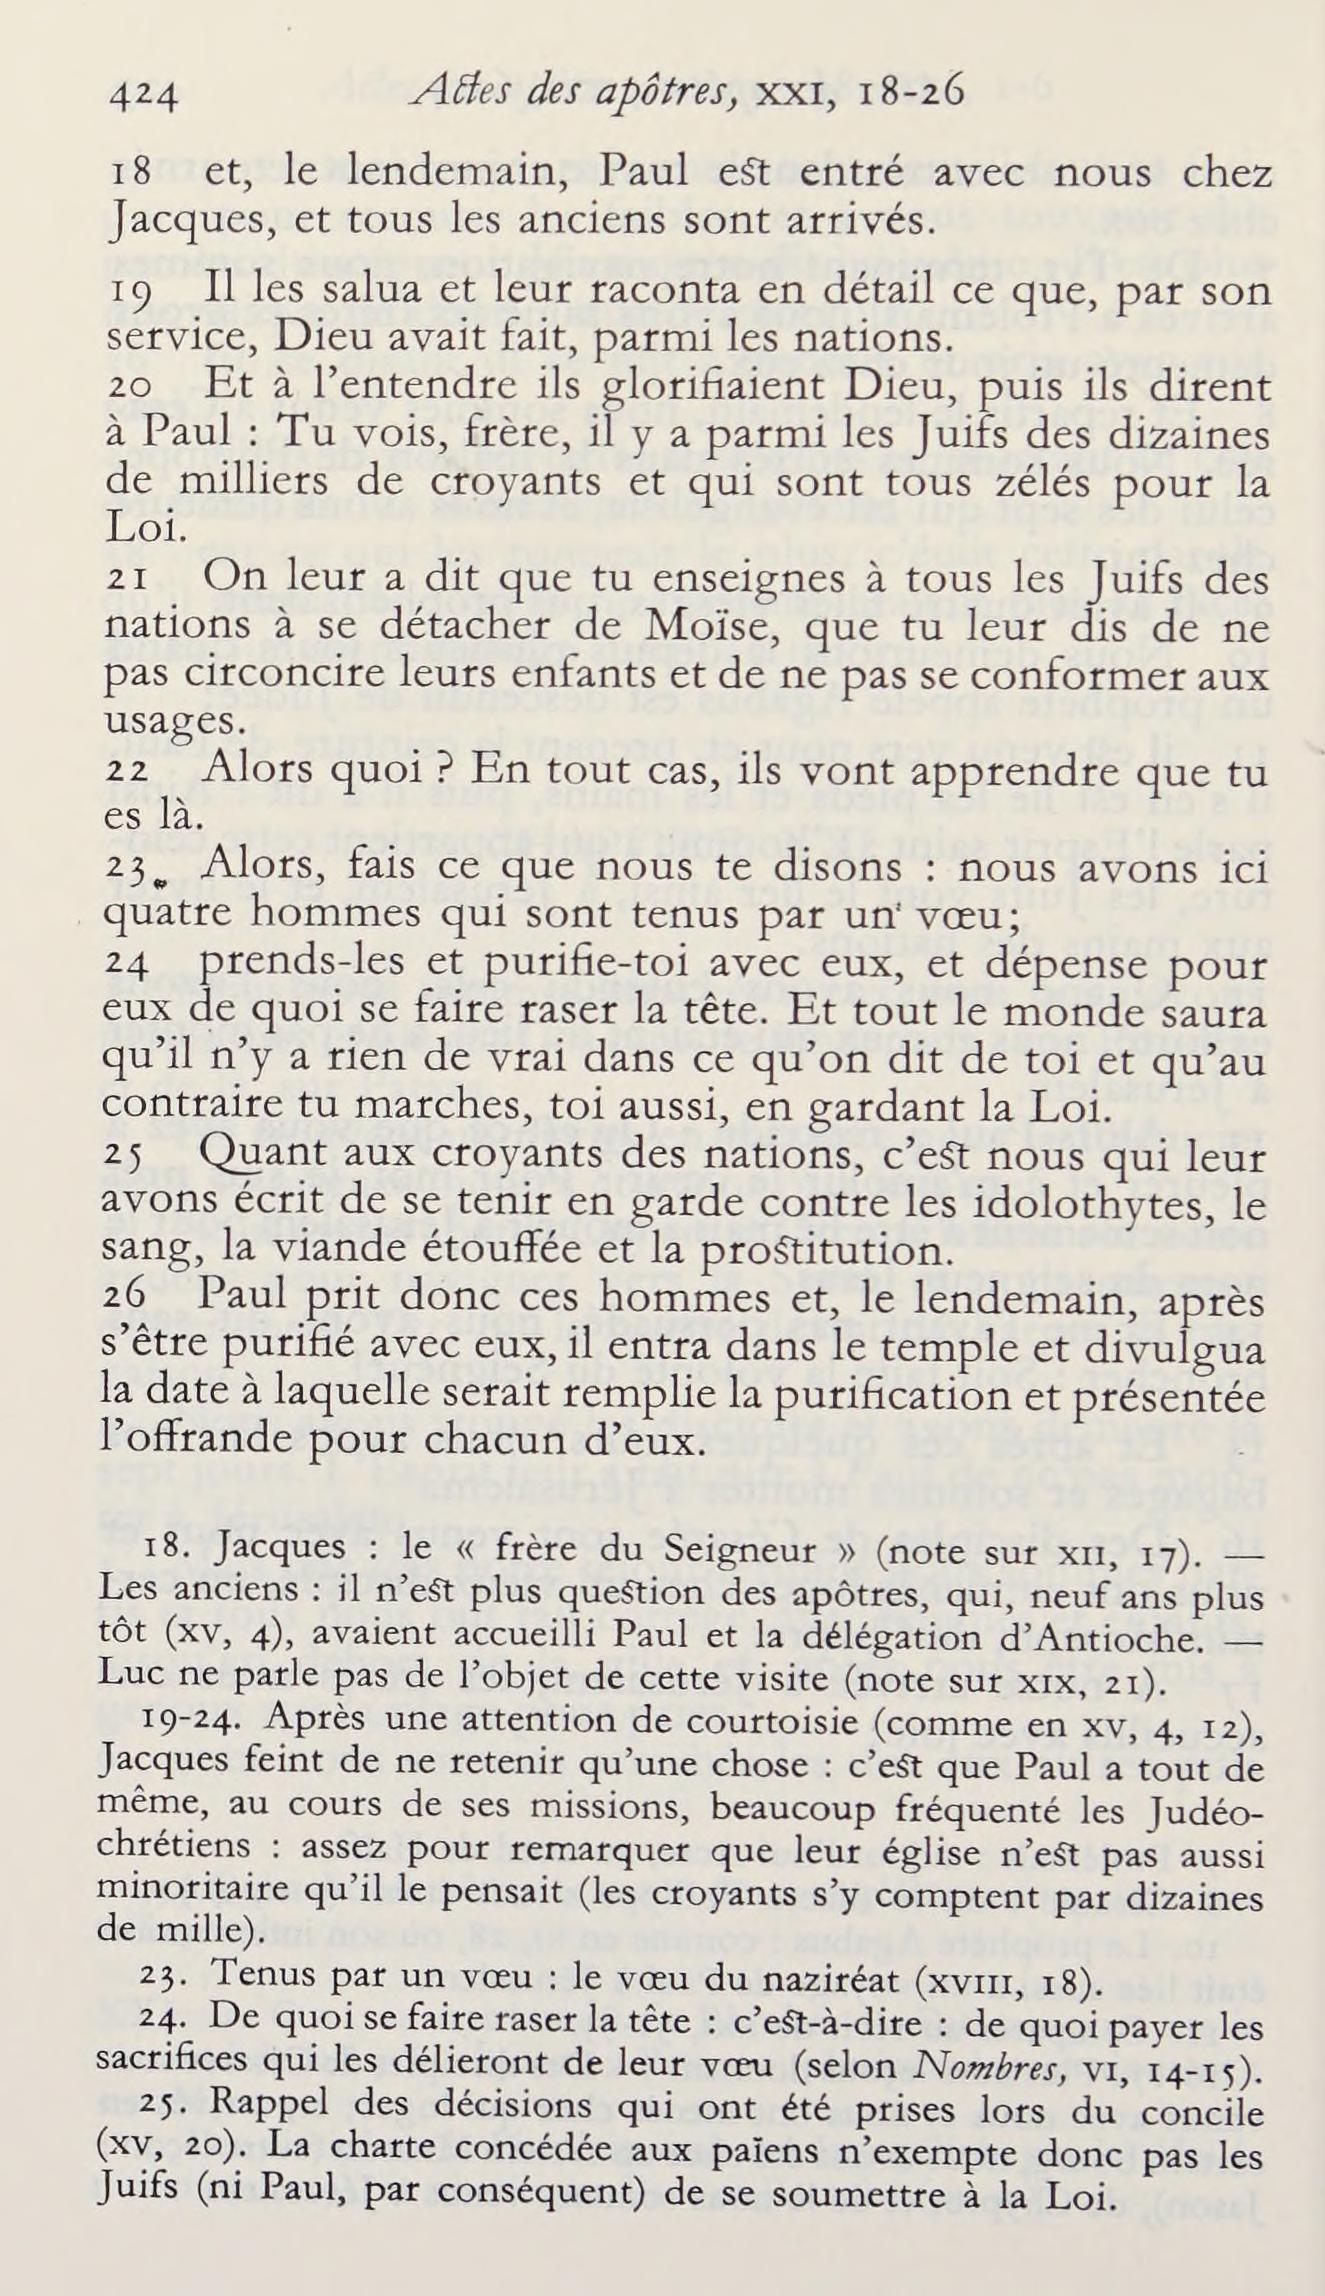 424 Actes des apôtres, XXI, 18-26
18 et, le lendemain, Paul est entré avec nous chez
Jacques, et tous les anciens sont arrivés.
19 Il les salua et leur raconta en détail ce que, par son
service, Dieu avait fait, parmi les nations.
20 Et à l'entendre ils glorifiaient Dieu, puis ils dirent
à Paul : Tu vois, frère, il y a parmi les Juifs des dizaines
de milliers de croyants et qui sont tous zélés pour la
Loi.
21 On leur a dit que tu enseignes à tous les Juifs des
nations à se détacher de Moïse, que tu leur dis de ne
pas circoncire leurs enfants et de ne pas se conformer aux
usages.
22 Alors quoi ? En tout cas, ils vont apprendre que tu
es là.
23 Alors, fais ce que nous te disons : nous avons ici
quatre hommes qui sont tenus par un vœu;
24 prends-les et purifie-toi avec eux, et dépense pour
eux de quoi se faire raser la tête. Et tout le monde saura
qu'il n'y a rien de vrai dans ce qu'on dit de toi et qu'au
contraire tu marches, toi aussi, en gardant la Loi.
25 Quant aux croyants des nations, c'est nous qui leur
avons écrit de se tenir en garde contre les idolothytes, le
sang, la viande étouffée et la prostitution.
26 Paul prit donc ces hommes et, le lendemain, après
s'être purifié avec eux, il entra dans le temple et divulgua
la date à laquelle serait remplie la purification et présentée
l'offrande pour chacun d'eux.
18. Jacques : le « frère du Seigneur » (note sur XII, 17). —
Les anciens : il n'est plus question des apôtres, qui, neuf ans plus
tôt (XV, 4), avaient accueilli Paul et la délégation d'Antioche. —
Luc ne parle pas de l'objet de cette visite (note sur XIX, 21).
19-24. Après une attention de courtoisie (comme en XV, 4, 12),
Jacques feint de ne retenir qu'une chose : c'est que Paul a tout de
même, au cours de ses missions, beaucoup fréquenté les Judéo-
chrétiens : assez pour remarquer que leur église n'est pas aussi
minoritaire qu'il le pensait (les croyants s'y comptent par dizaines
de mille).
23. Tenus par un vœu : le vœu du naziréat (XVIII, 18).
24. De quoi se faire raser la tête : c'est-à-dire : de quoi payer les
sacrifices qui les délieront de leur vœu (selon Nombres, VI, 14-15).
25. Rappel des décisions qui ont été prises lors du concile
(XV, 20). La charte concédée aux païens n'exempte donc pas les
Juifs (ni Paul, par conséquent) de se soumettre à la Loi.